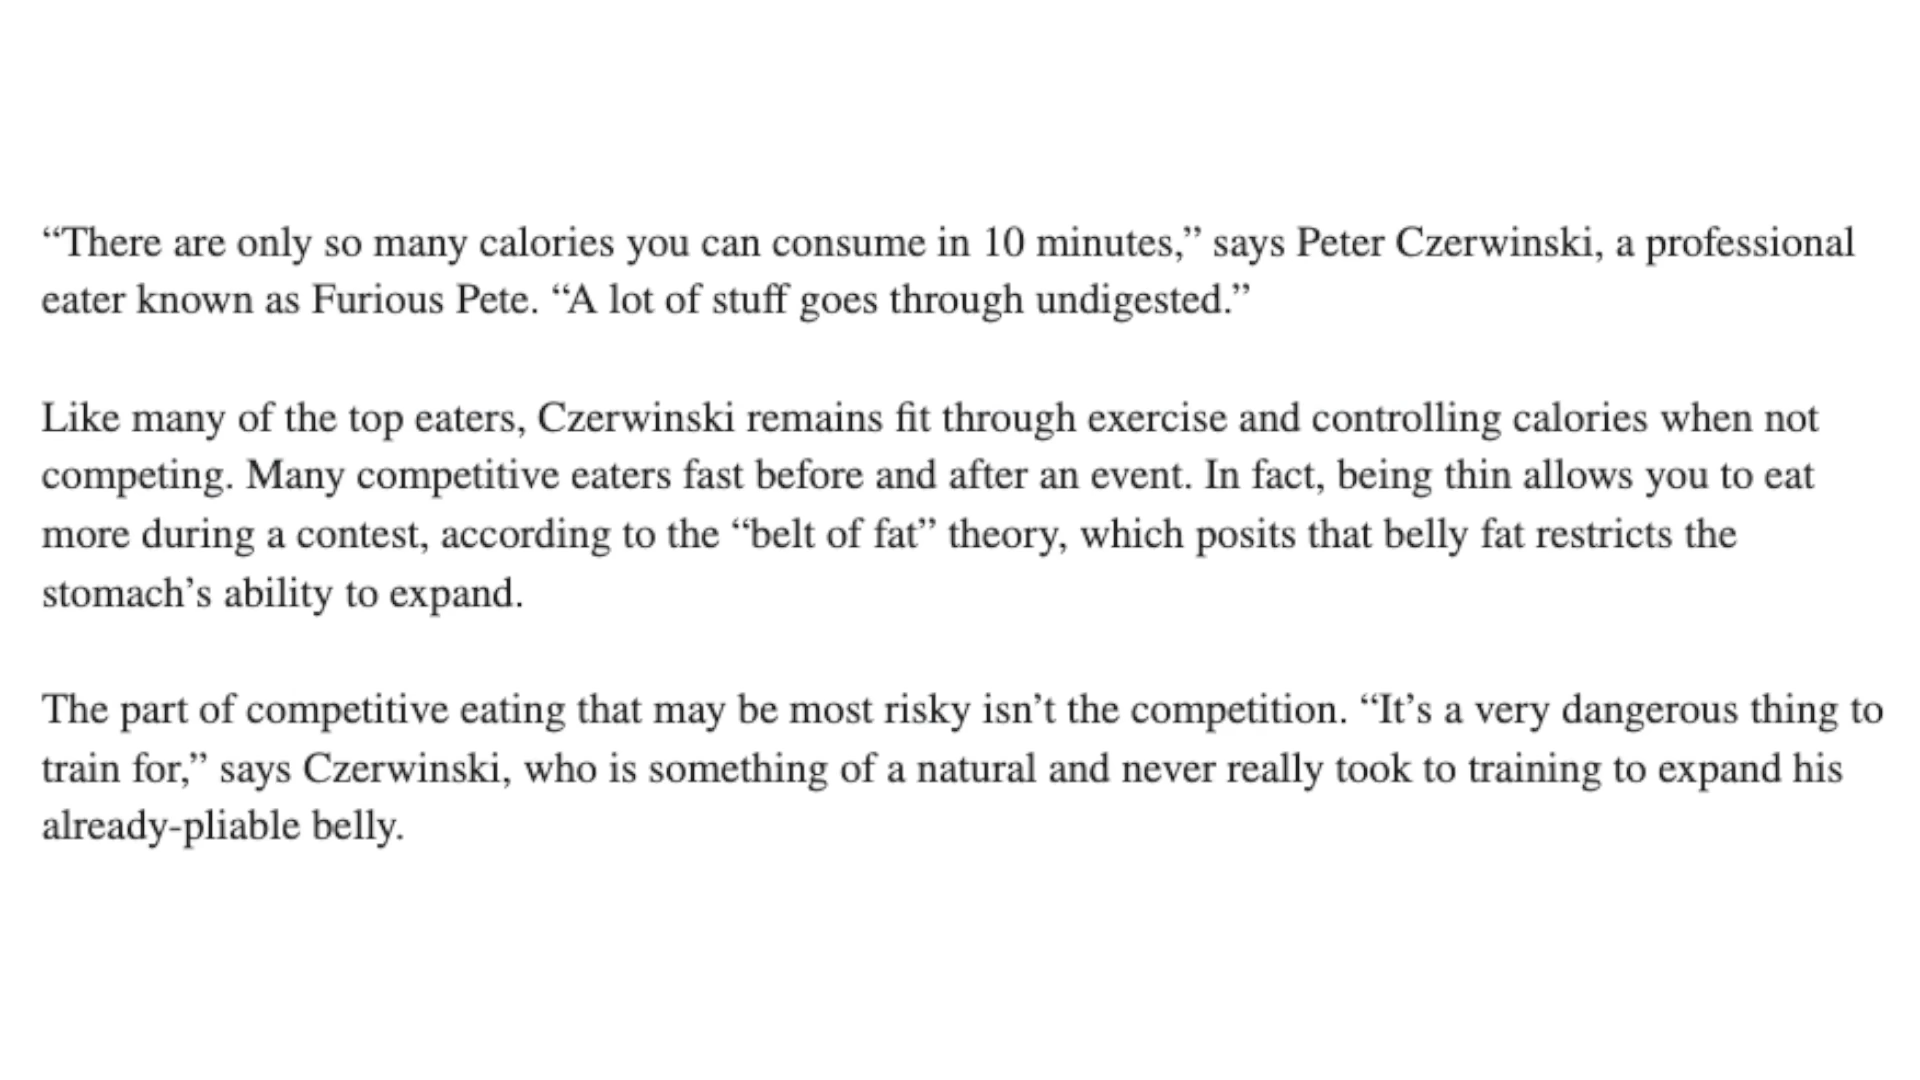 “There are only so many calories you can consume in 10 minutes,” says Peter Czerwinski, a professional
eater known as Furious Pete. “A lot of stuff goes through undigested.”
Like many of the top eaters, Czerwinski remains fit through exercise and controlling calories when not
competing. Many competitive eaters fast before and after an event. In fact, being thin allows you to eat
more during a contest, according to the “belt of fat” theory, which posits that belly fat restricts the
stomach’s ability to expand.
The part of competitive eating that may be most risky isn’t the competition. “It’s a very dangerous thing to
train for,” says Czerwinski, who is something of a natural and never really took to training to expand his
already-pliable belly.